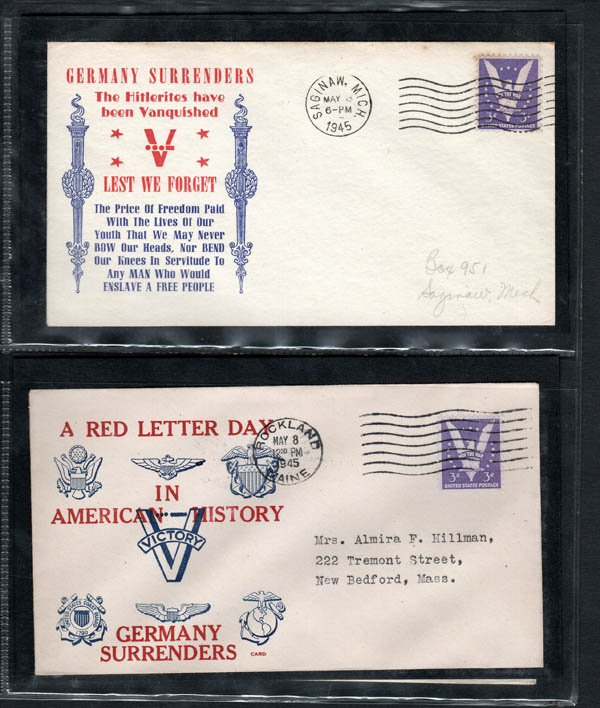 GERMANY SURRENDERS
The Hitlerites have
been Vanquished
LEST WE FORGET
The Price Of Freedom Paid
With The Lives Of Our
Youth That We May Never
BOW Our Heads, Nor BEND
Our Knees In Servitude To
Any MAN Who Would
ENSLAVE A FREE PEOPLE
SAGINAW, MICH.
MAY
6-PM
1945
3¢ 3¢
UNITED STATES POSTAGE
Box 951
Saginaw, Mich
A RED LETTER DAY
IN
AMERICAN HISTORY
VICTORY
GERMANY
SURRENDERS
CARD
ROCKLAND
MAY 8
PM
1945
MAINE
3¢ 3¢
UNITED STATES POSTAGE
Mrs. Almira F. Hillman,
222 Tremont Street,
New Bedford, Mass.